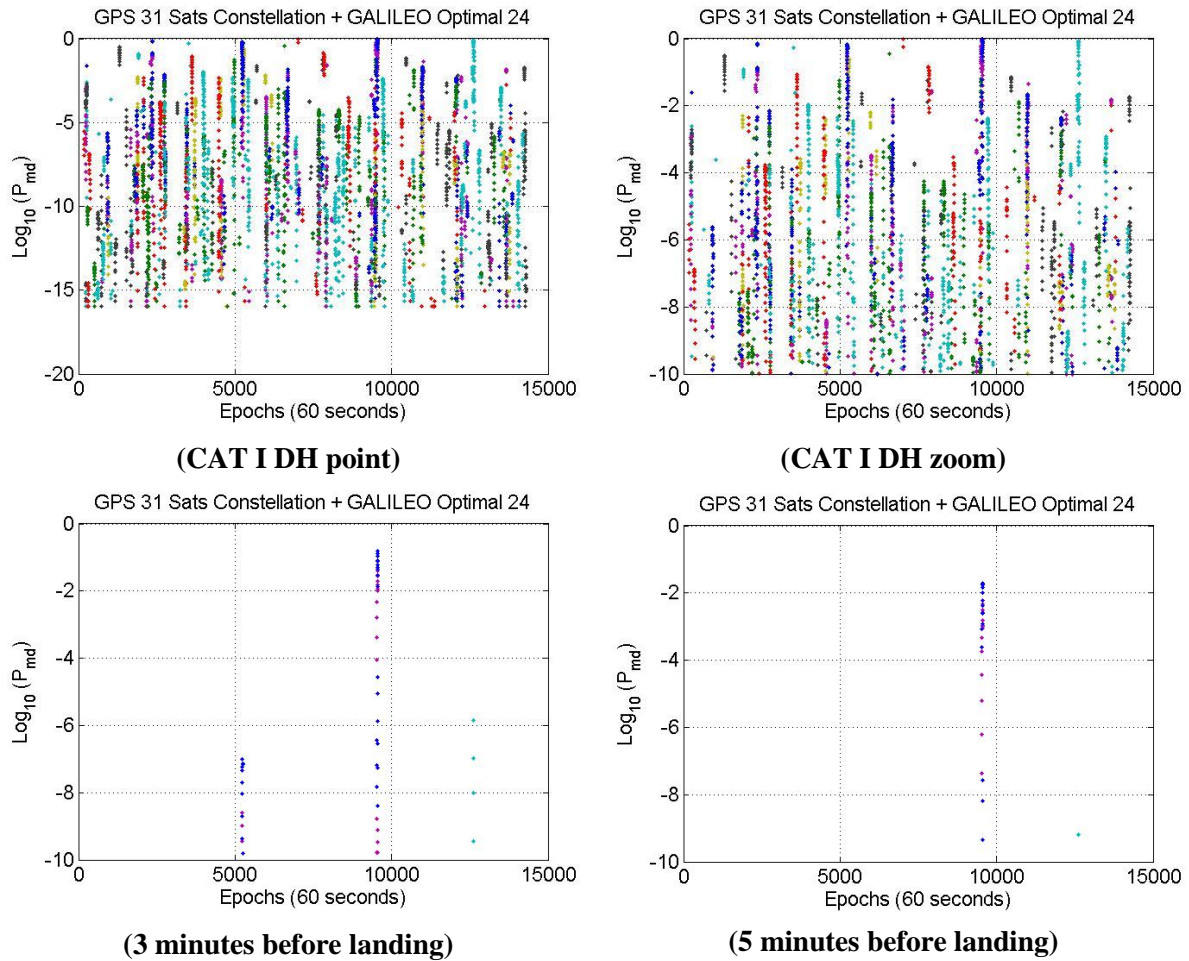 GPS 31 Sats Constellation + GALILEO Optimal 24
0
-5
-10
-15
-20
Log10 (Pmd)
0 5000 10000 15000
Epochs (60 seconds)
(CAT I DH point)
GPS 31 Sats Constellation + GALILEO Optimal 24
0
-2
-4
-6
-8
-10
Log10 (Pmd)
0 5000 10000 15000
Epochs (60 seconds)
(CAT I DH zoom)
GPS 31 Sats Constellation + GALILEO Optimal 24
0
-2
-4
-6
-8
-10
Log10 (Pmd)
0 5000 10000 15000
Epochs (60 seconds)
(3 minutes before landing)
GPS 31 Sats Constellation + GALILEO Optimal 24
0
-2
-4
-6
-8
-10
Log10 (Pmd)
0 5000 10000 15000
Epochs (60 seconds)
(5 minutes before landing)